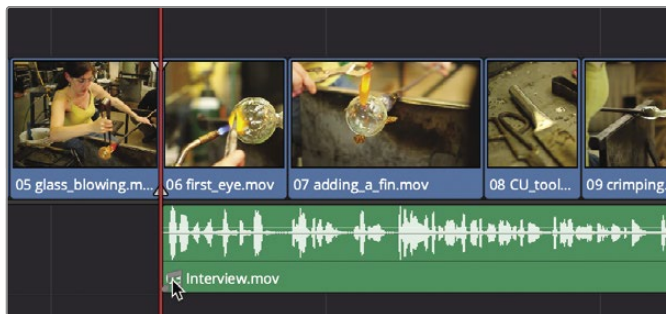 05 glass_blowing.m...
06 first_eye.mov
07 adding_a_fin.mov
08 CU_tool...
09 crimping.
Interview.mov